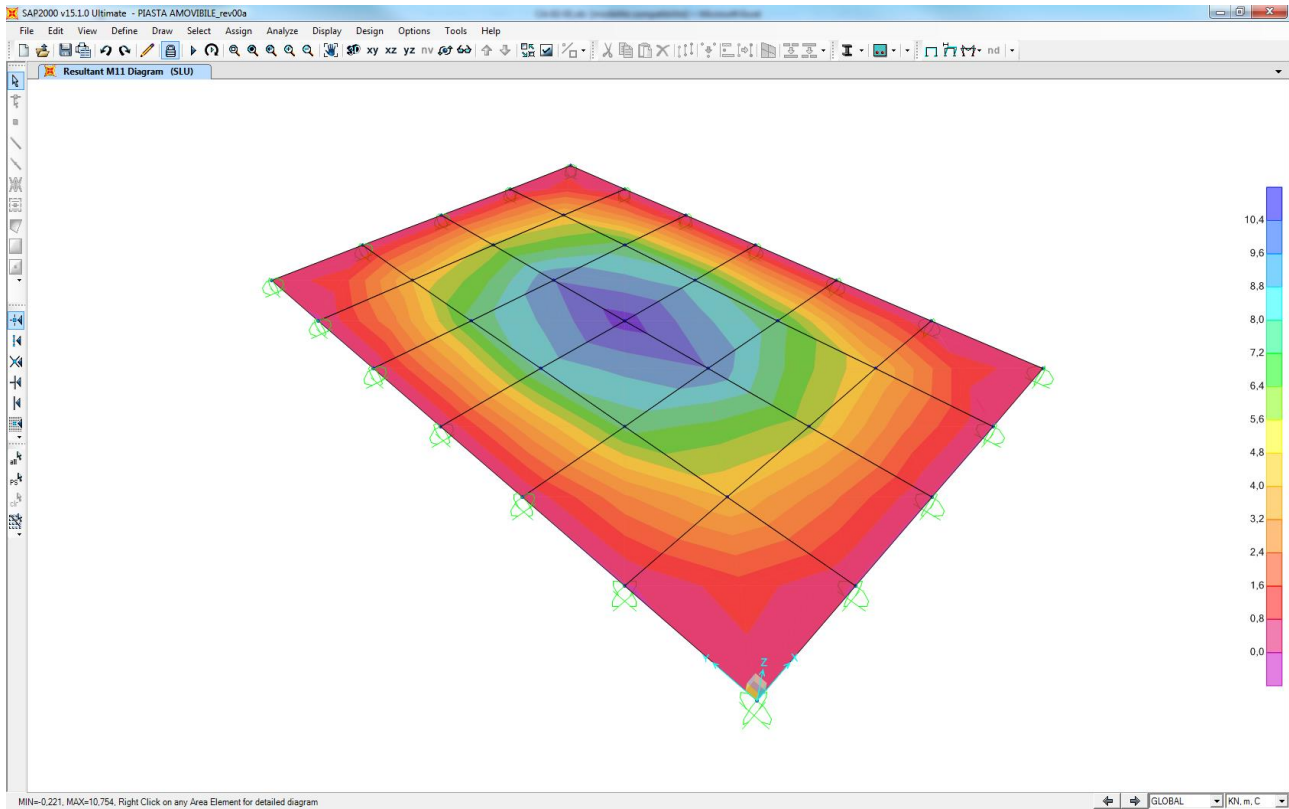 SAP2000 v15.1.0 Ultimate - PIASTA AMOVIBILE_rev00a
File Edit View Define Draw Select Assign Analyze Display Design Options Tools Help
xy xz yz nv
nd
Resultant M11 Diagram (SLU)
10,4
9,6
8,8
8,0
7,2
6,4
5,6
4,8
4,0
3,2
2,4
1,6
0,8
0,0
all
PS
clr
Y Z X
MIN=-0,221, MAX=10,754, Right Click on any Area Element for detailed diagram
GLOBAL
KN, m, C